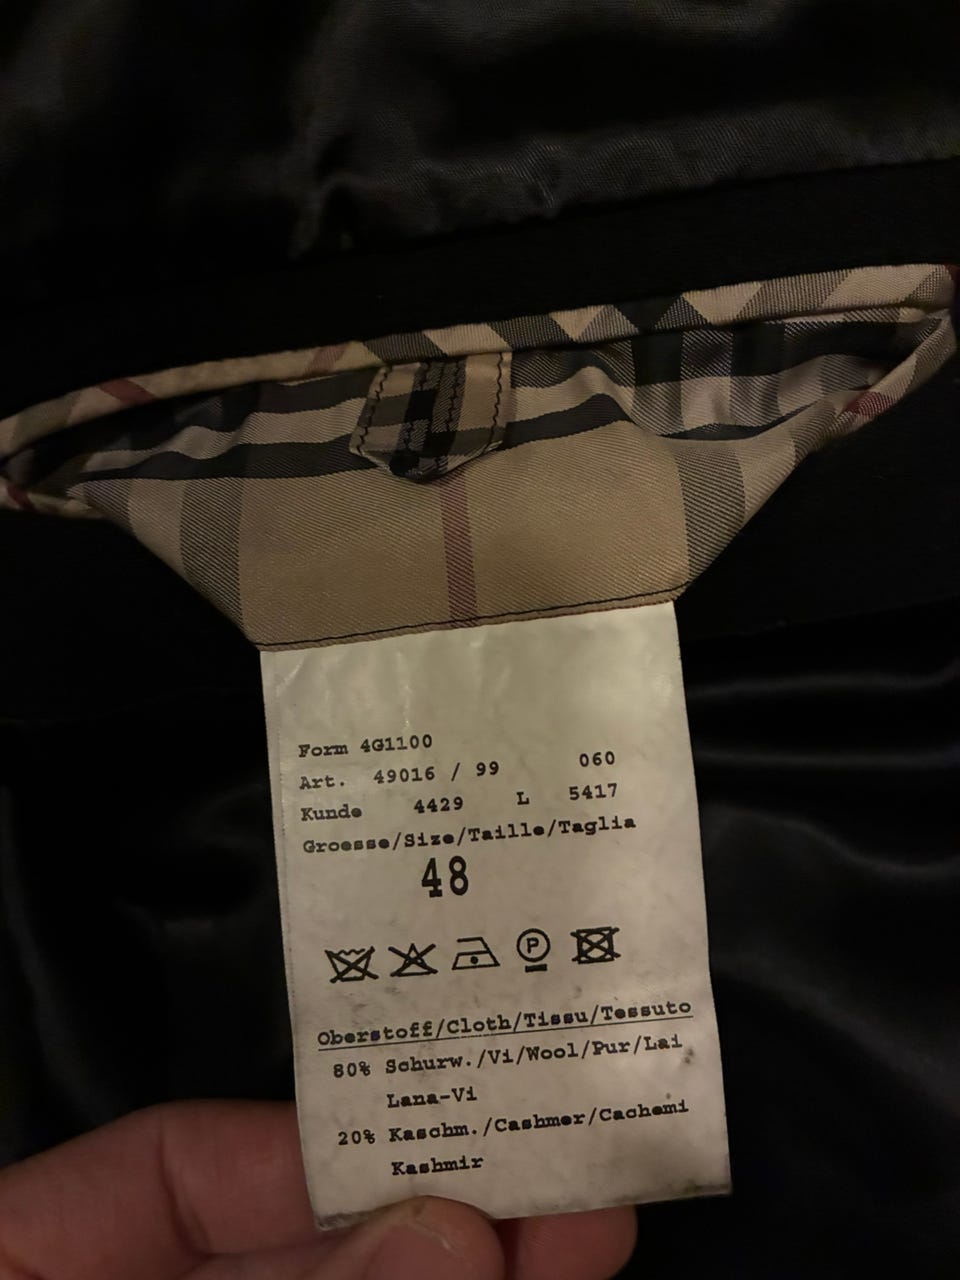 Form 4G1100
Art. 49016 / 99 060
Kunde 4429 L 5417
Groesse/Size/Taille/Taglia
48
P
Oberstoff/Cloth/Tissu/Tessuto
80% Schurw./Vi/Wool/Pur/Lai
Lana-Vi
20% Kaschm./Cashmer/Cachemi
Kashmir